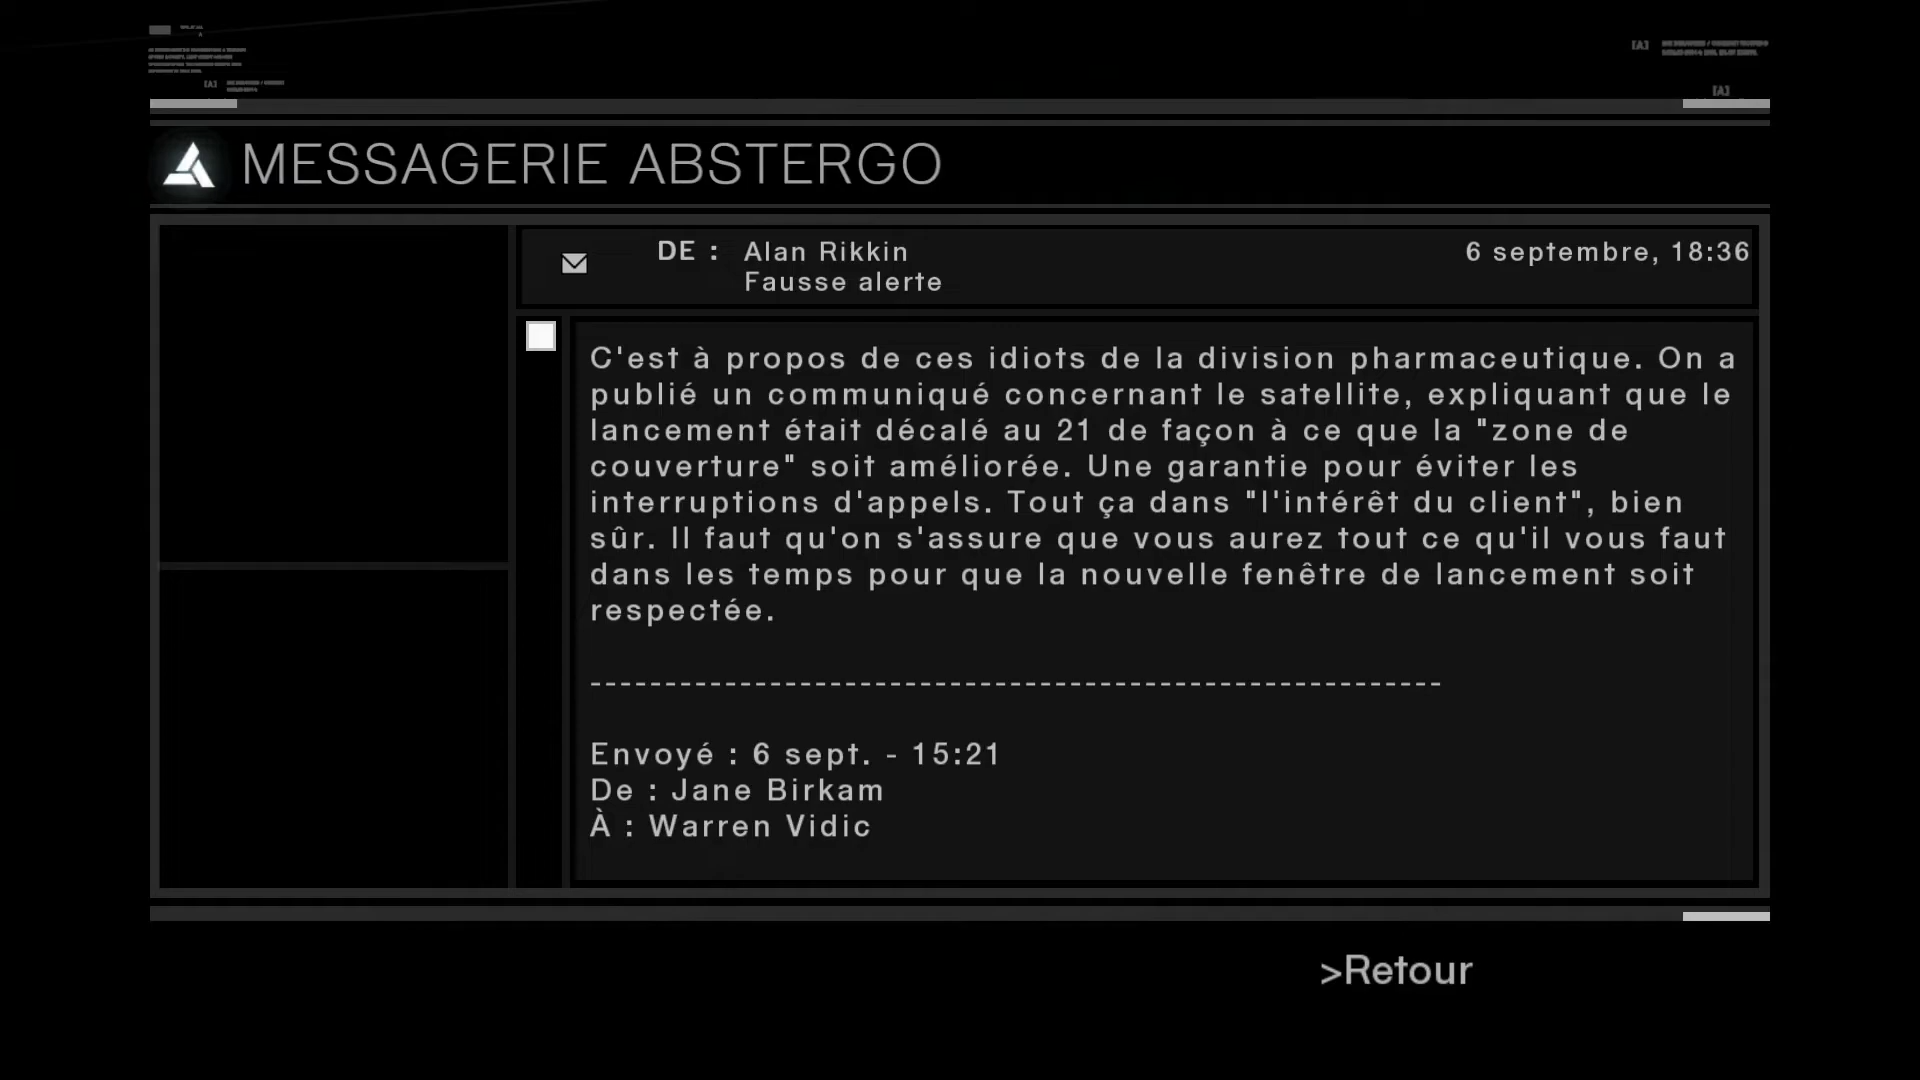 MESSAGERIE ABSTERGO
DE : Alan Rikkin
6 septembre, 18:36
Fausse alerte
C'est à propos de ces idiots de la division pharmaceutique. On a
publié un communiqué concernant le satellite, expliquant que le
lancement était décalé au 21 de façon à ce que la "zone de
couverture" soit améliorée. Une garantie pour éviter les
interruptions d'appels. Tout ça dans "l'intérêt du client", bien
sûr. Il faut qu'on s'assure que vous aurez tout ce qu'il vous faut
dans les temps pour que la nouvelle fenêtre de lancement soit
respectée.
---------------------------------------------------------
Envoyé : 6 sept. - 15:21
De : Jane Birkam
À : Warren Vidic
>Retour